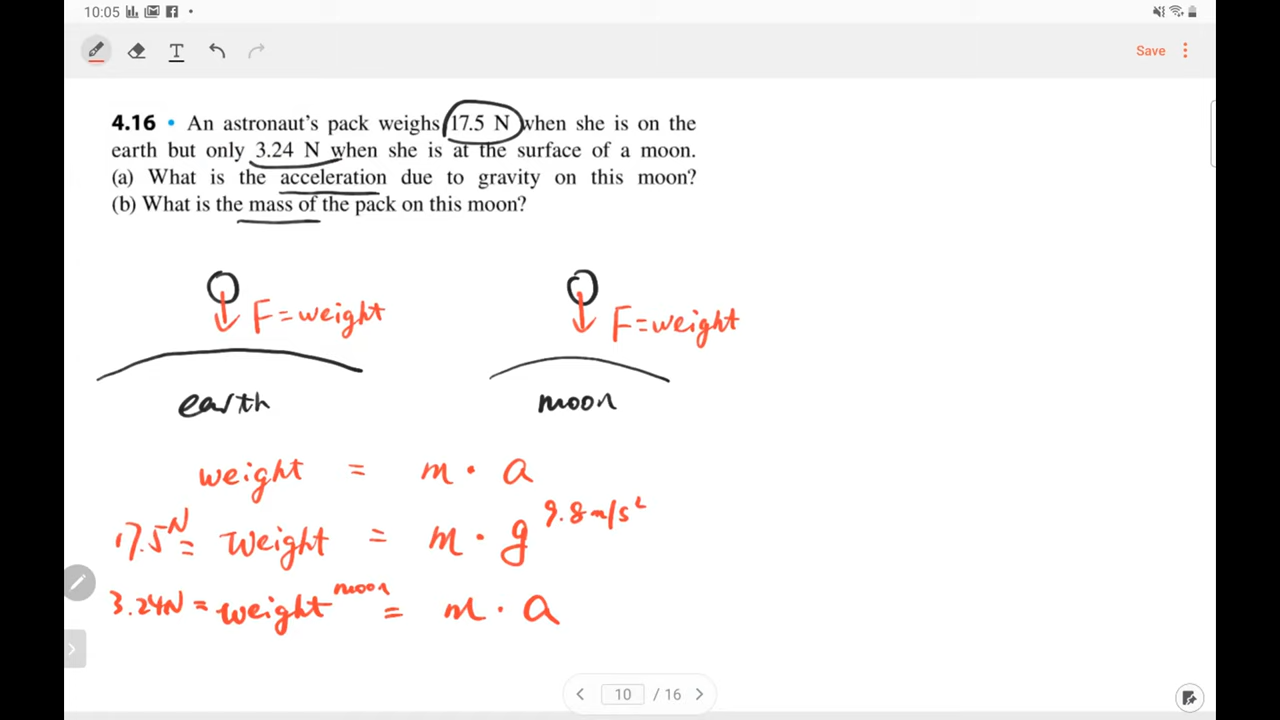 10:05
Save
4.16 • An astronaut's pack weighs 17.5 N when she is on the
earth but only 3.24 N when she is at the surface of a moon.
(a) What is the acceleration due to gravity on this moon?
(b) What is the mass of the pack on this moon?
F = weight
F = weight
earth
moon
weight = m · a
17.5N = Weight = m · g 9.8 m/s²
3.24N = weight moon = m · a
10 / 16